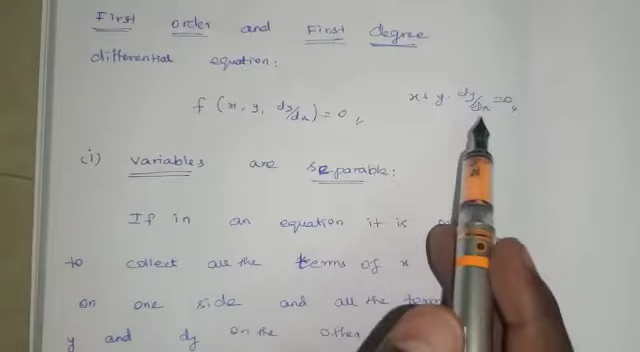 First order and First degree
differential equation:
f (x, y, dy/dx) = 0,,
x + y. dy/dx = 0,,
(i) variables are separable:
If in an equation it is
to collect all the terms of x
on one side and all the terms
y and dy on the other